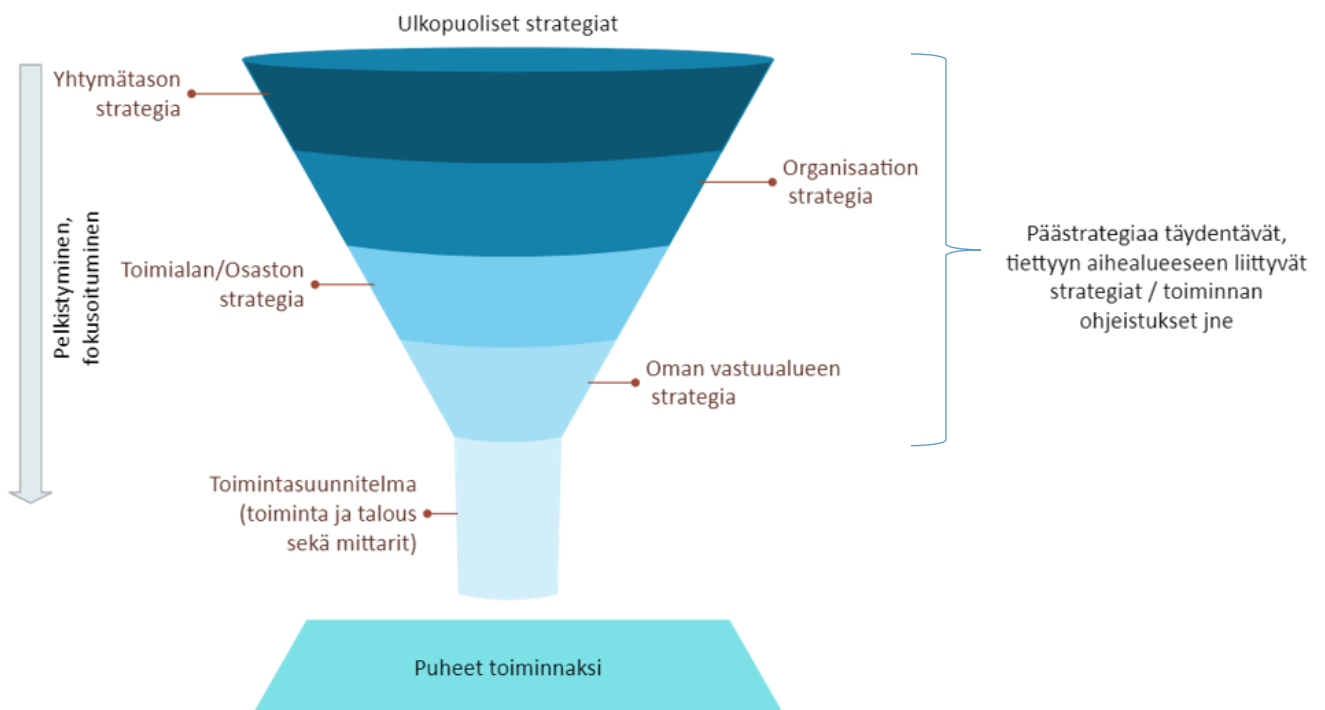 Ulkopuoliset strategiat
Yhtymätason
strategia
Organisaation
strategia
Pelkistyminen,
fokusoituminen
Toimialan/Osaston
strategia
Päästrategiaa täydentävät,
tiettyyn aihealueeseen liittyvät
strategiat / toiminnan
ohjeistukset jne
Oman vastuualueen
strategia
Toimintasuunnitelma
(toiminta ja talous
sekä mittarit)
Puheet toiminnaksi